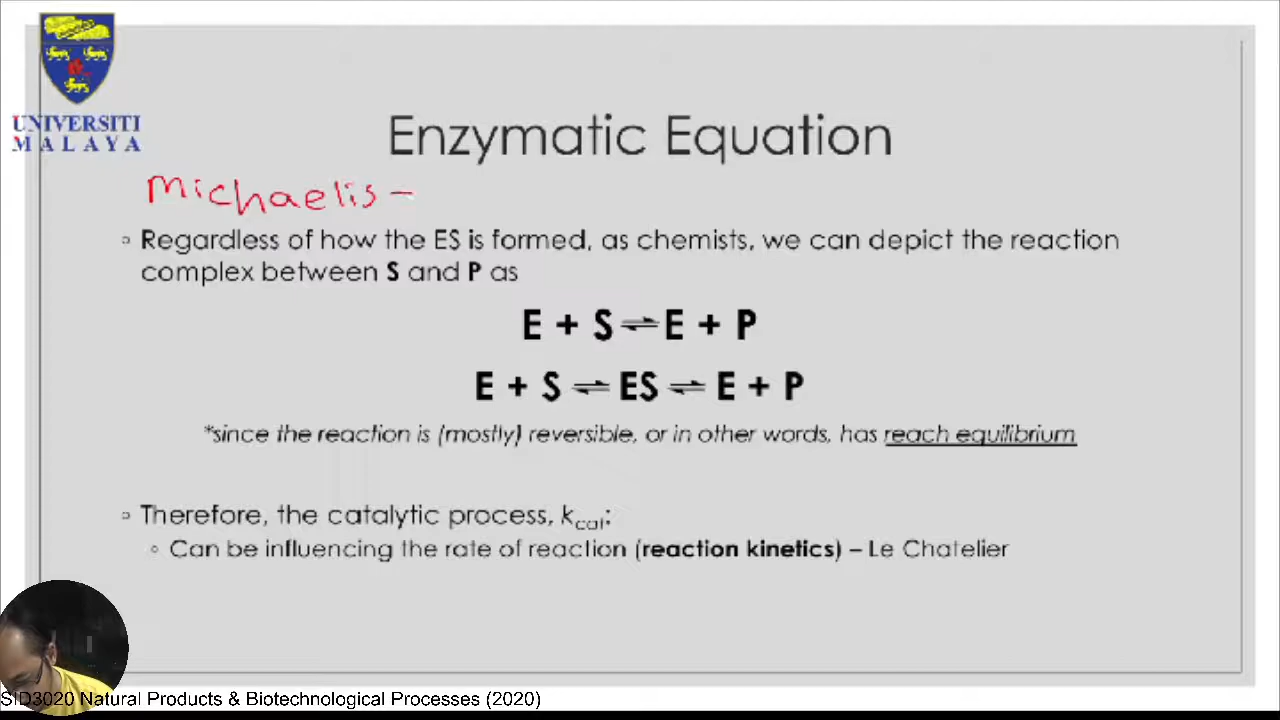 UNIVERSITI
MALAYA
Enzymatic Equation
Michaelis -
▫ Regardless of how the ES is formed, as chemists, we can depict the reaction
complex between S and P as
E + S ⇌ E + P
E + S ⇌ ES ⇌ E + P
*since the reaction is (mostly) reversible, or in other words, has reach equilibrium
▫ Therefore, the catalytic process, kcat:
◦ Can be influencing the rate of reaction (reaction kinetics) – Le Chatelier
SID3020 Natural Products & Biotechnological Processes (2020)